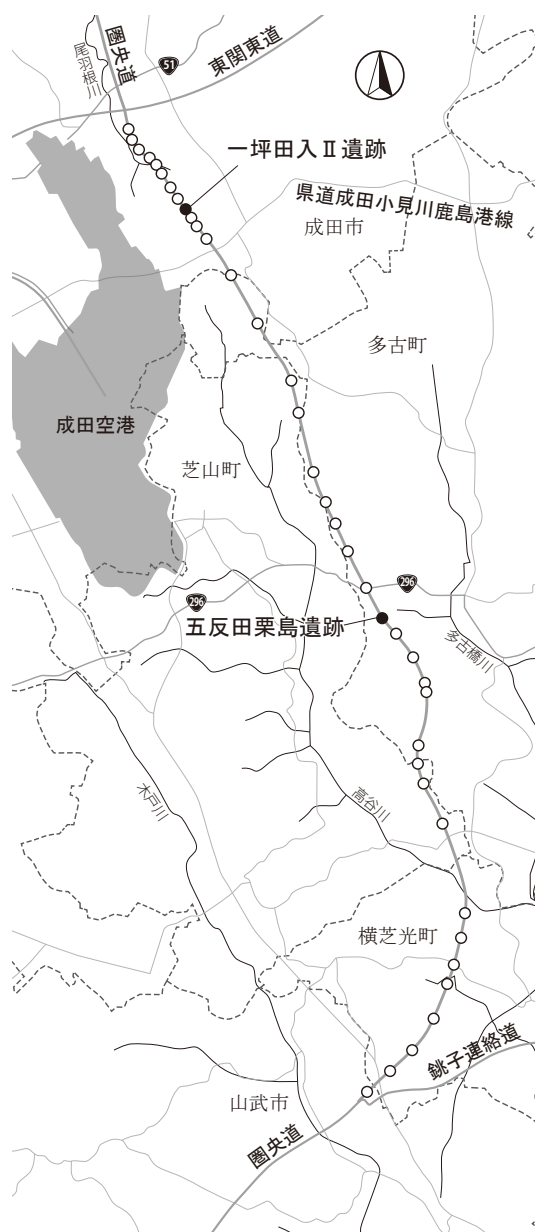 圏央道
尾羽根川
51
東関東道
一坪田入Ⅱ遺跡
県道成田小見川鹿島港線
成田市
多古町
成田空港
芝山町
296
296
五反田栗島遺跡
多古橋川
木戸川
高谷川
横芝光町
銚子連絡道
山武市
圏央道